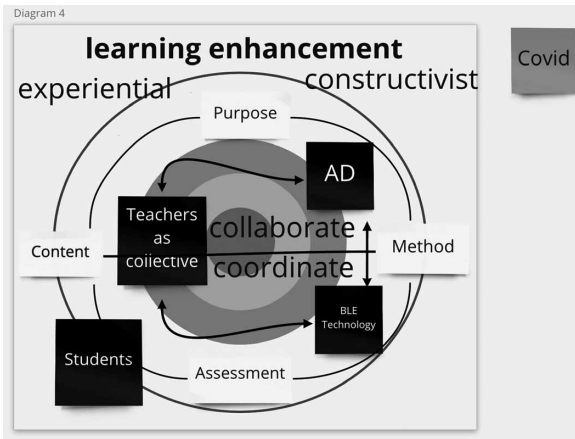 Diagram 4
learning enhancement
experiential
constructivist
Covid
Purpose
AD
Teachers
as
collective
collaborate
Content
Method
coordinate
BLE
Technology
Students
Assessment